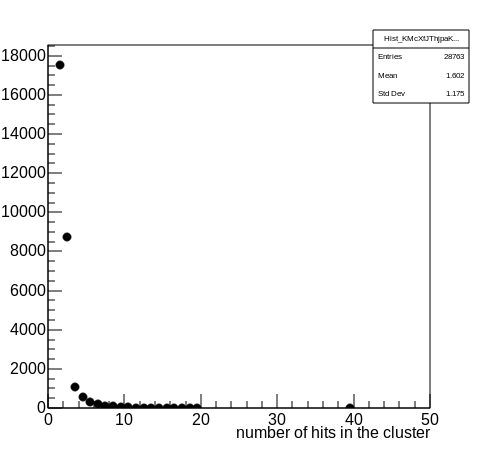 Hist_KMcXfJThjpaK...
Entries 28763
Mean 1.602
Std Dev 1.175
18000
16000
14000
12000
10000
8000
6000
4000
2000
0
0 10 20 30 40 50
number of hits in the cluster